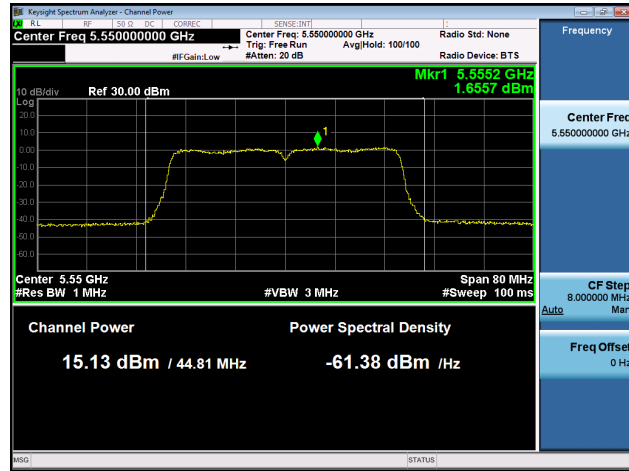 Keysight Spectrum Analyzer - Channel Power
RL RF 50 Ω DC CORREC SENSE:INT
Center Freq 5.550000000 GHz
Center Freq: 5.550000000 GHz
Radio Std: None
Trig: Free Run Avg|Hold: 100/100
#IFGain:Low
#Atten: 20 dB
Radio Device: BTS
Mkr1 5.5552 GHz
1.6557 dBm
10 dB/div Ref 30.00 dBm
Log
20.0
10.0
0.00
-10.0
-20.0
-30.0
-40.0
-50.0
-60.0
1
Center 5.55 GHz
Span 80 MHz
#Res BW 1 MHz
#VBW 3 MHz
#Sweep 100 ms
Channel Power
Power Spectral Density
15.13 dBm / 44.81 MHz
-61.38 dBm /Hz
MSG
STATUS
Frequency
Center Freq
5.550000000 GHz
CF Step
8.000000 MHz
Auto Man
Freq Offset
0 Hz